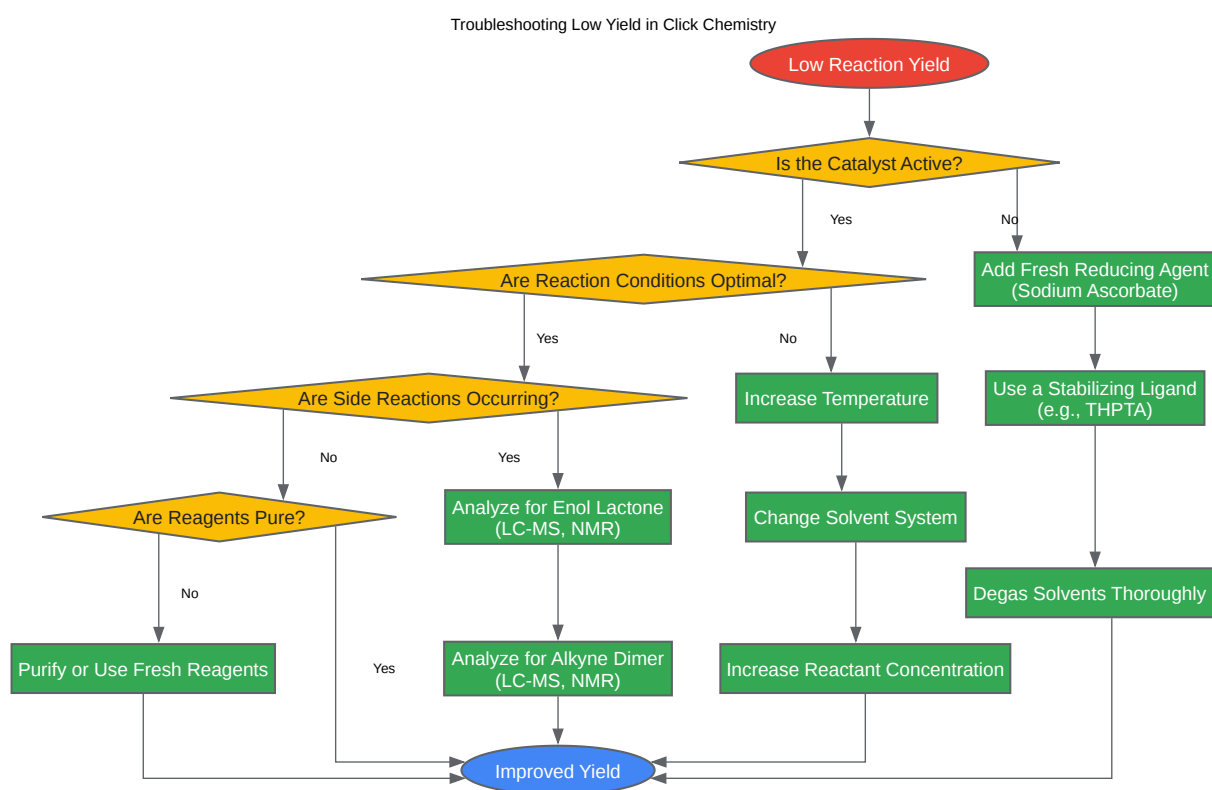 Troubleshooting Low Yield in Click Chemistry
Low Reaction Yield
Is the Catalyst Active?
Yes
No
Are Reaction Conditions Optimal?
Add Fresh Reducing Agent
(Sodium Ascorbate)
Yes
No
Are Side Reactions Occurring?
Increase Temperature
Use a Stabilizing Ligand
(e.g., THPTA)
No
Yes
Are Reagents Pure?
Analyze for Enol Lactone
(LC-MS, NMR)
Change Solvent System
No
Degas Solvents Thoroughly
Purify or Use Fresh Reagents
Yes
Analyze for Alkyne Dimer
(LC-MS, NMR)
Increase Reactant Concentration
Improved Yield